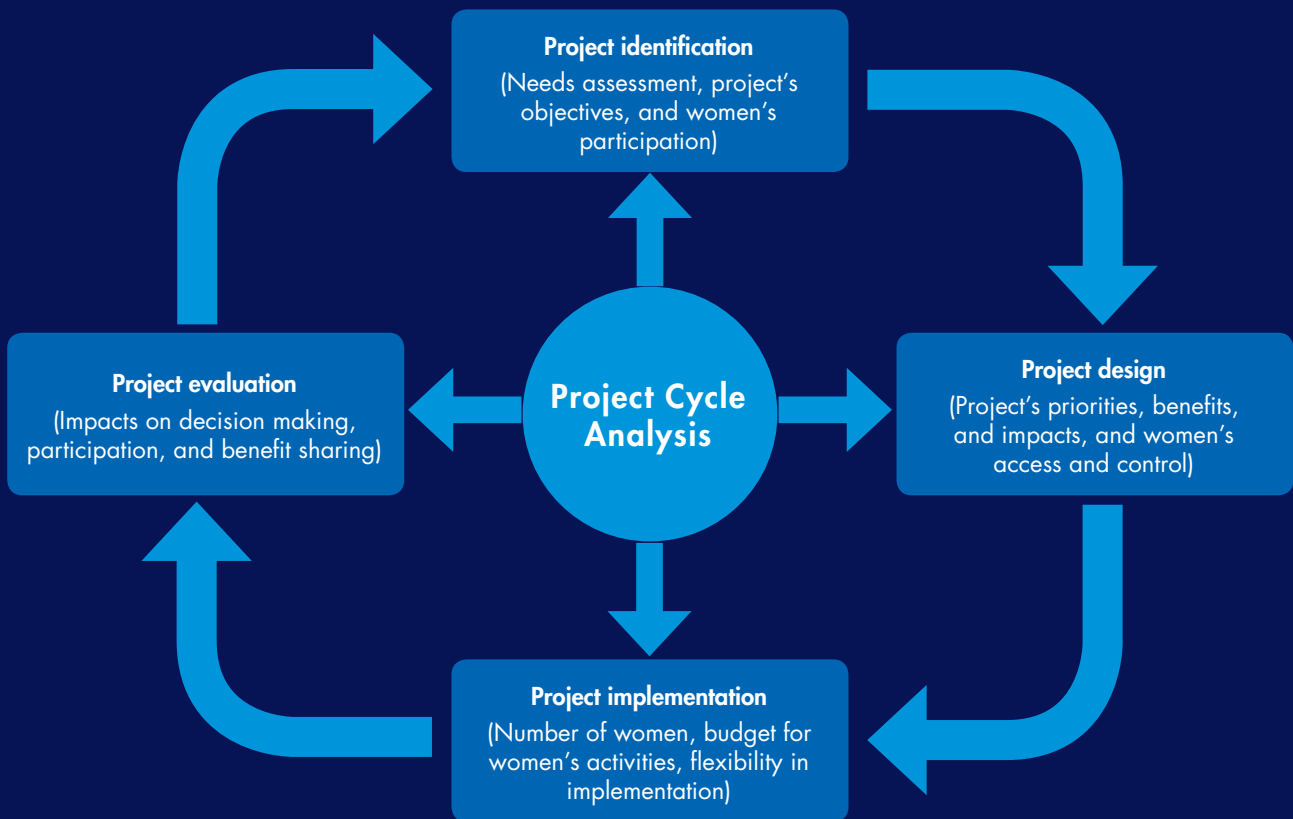 Project identification
(Needs assessment, project’s
objectives, and women’s
participation)
Project evaluation
(Impacts on decision making,
participation, and benefit sharing)
Project Cycle
Analysis
Project design
(Project’s priorities, benefits,
and impacts, and women’s
access and control)
Project implementation
(Number of women, budget for
women’s activities, flexibility in
implementation)